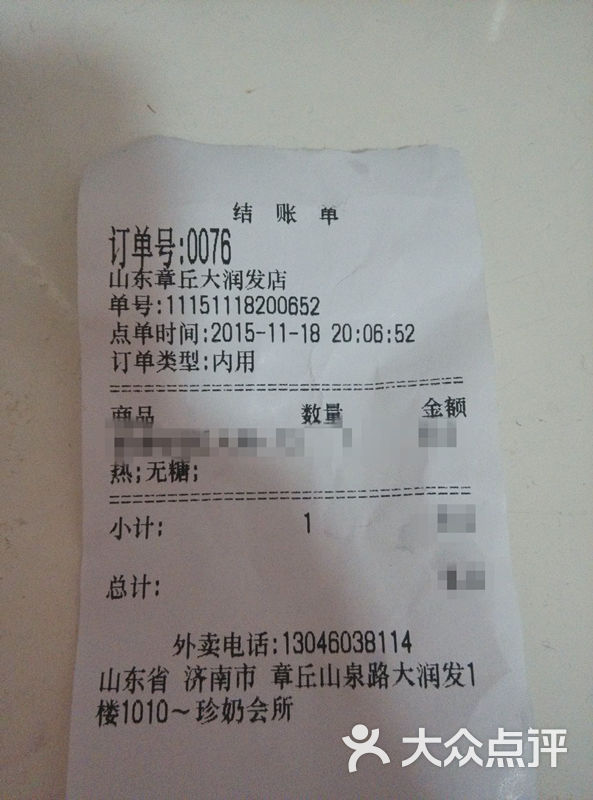 结 账 单
订单号:0076
山东章丘大润发店
单号:11151118200652
点单时间:2015-11-18 20:06:52
订单类型:内用
商品 数量 金额
热;无糖;
小计: 1
总计:
外卖电话:13046038114
山东省 济南市 章丘山泉路大润发1
楼1010～珍奶会所
大众点评